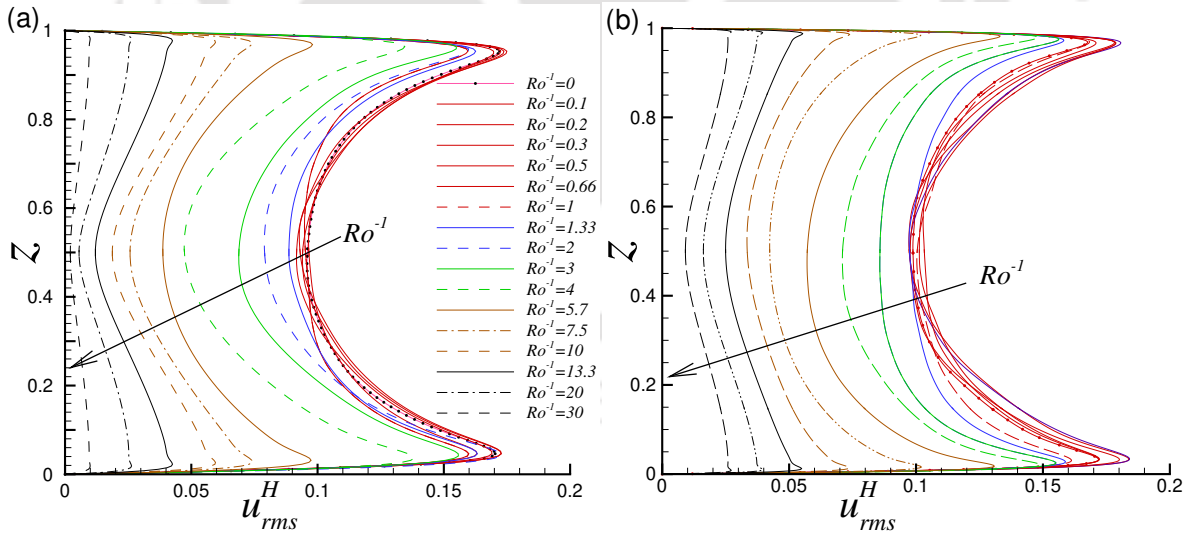 (a)
1
0.8
0.6
0.4
0.2
0
Z
0
0.05
0.1
0.15
0.2
u^H_rms
Ro^-1
Ro^-1=0
Ro^-1=0.1
Ro^-1=0.2
Ro^-1=0.3
Ro^-1=0.5
Ro^-1=0.66
Ro^-1=1
Ro^-1=1.33
Ro^-1=2
Ro^-1=3
Ro^-1=4
Ro^-1=5.7
Ro^-1=7.5
Ro^-1=10
Ro^-1=13.3
Ro^-1=20
Ro^-1=30
(b)
1
0.8
0.6
0.4
0.2
0
Z
0
0.05
0.1
0.15
0.2
u^H_rms
Ro^-1